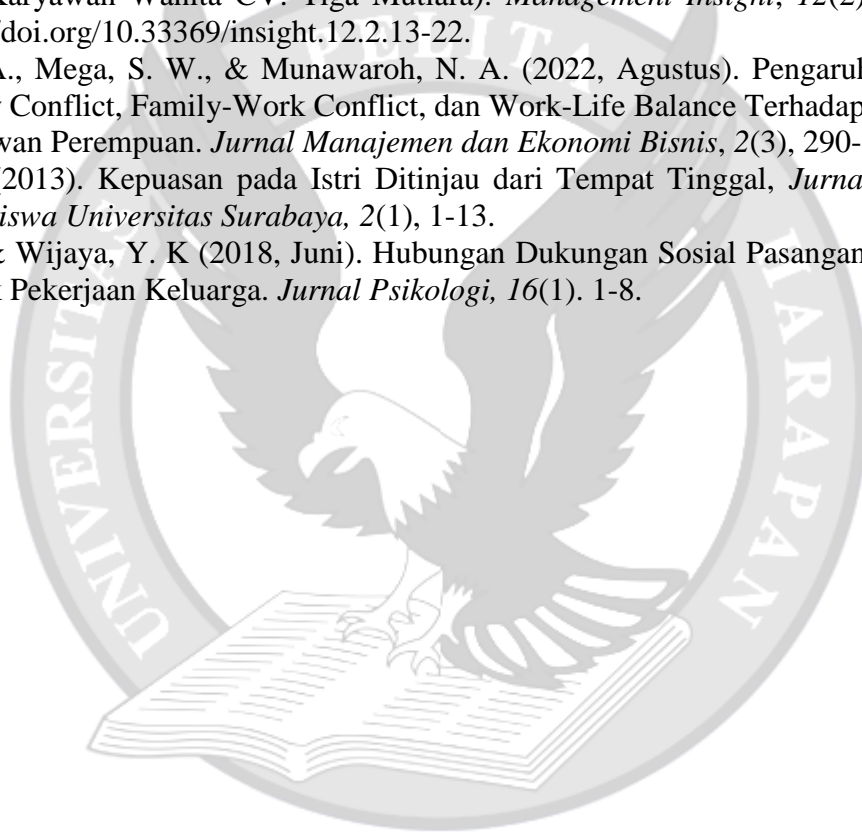 Karyawan Wanita CV. Tiga Mutiara). Management Insight, 12(2)
/doi.org/10.33369/insight.12.2.13-22.
A., Mega, S. W., & Munawaroh, N. A. (2022, Agustus). Pengaruh
Conflict, Family-Work Conflict, dan Work-Life Balance Terhadap
wan Perempuan. Jurnal Manajemen dan Ekonomi Bisnis, 2(3), 290-
(2013). Kepuasan pada Istri Ditinjau dari Tempat Tinggal, Jurna
iswa Universitas Surabaya, 2(1), 1-13.
& Wijaya, Y. K (2018, Juni). Hubungan Dukungan Sosial Pasangan
k Pekerjaan Keluarga. Jurnal Psikologi, 16(1). 1-8.
UNIVERSIT
ERITA
HARAPAN